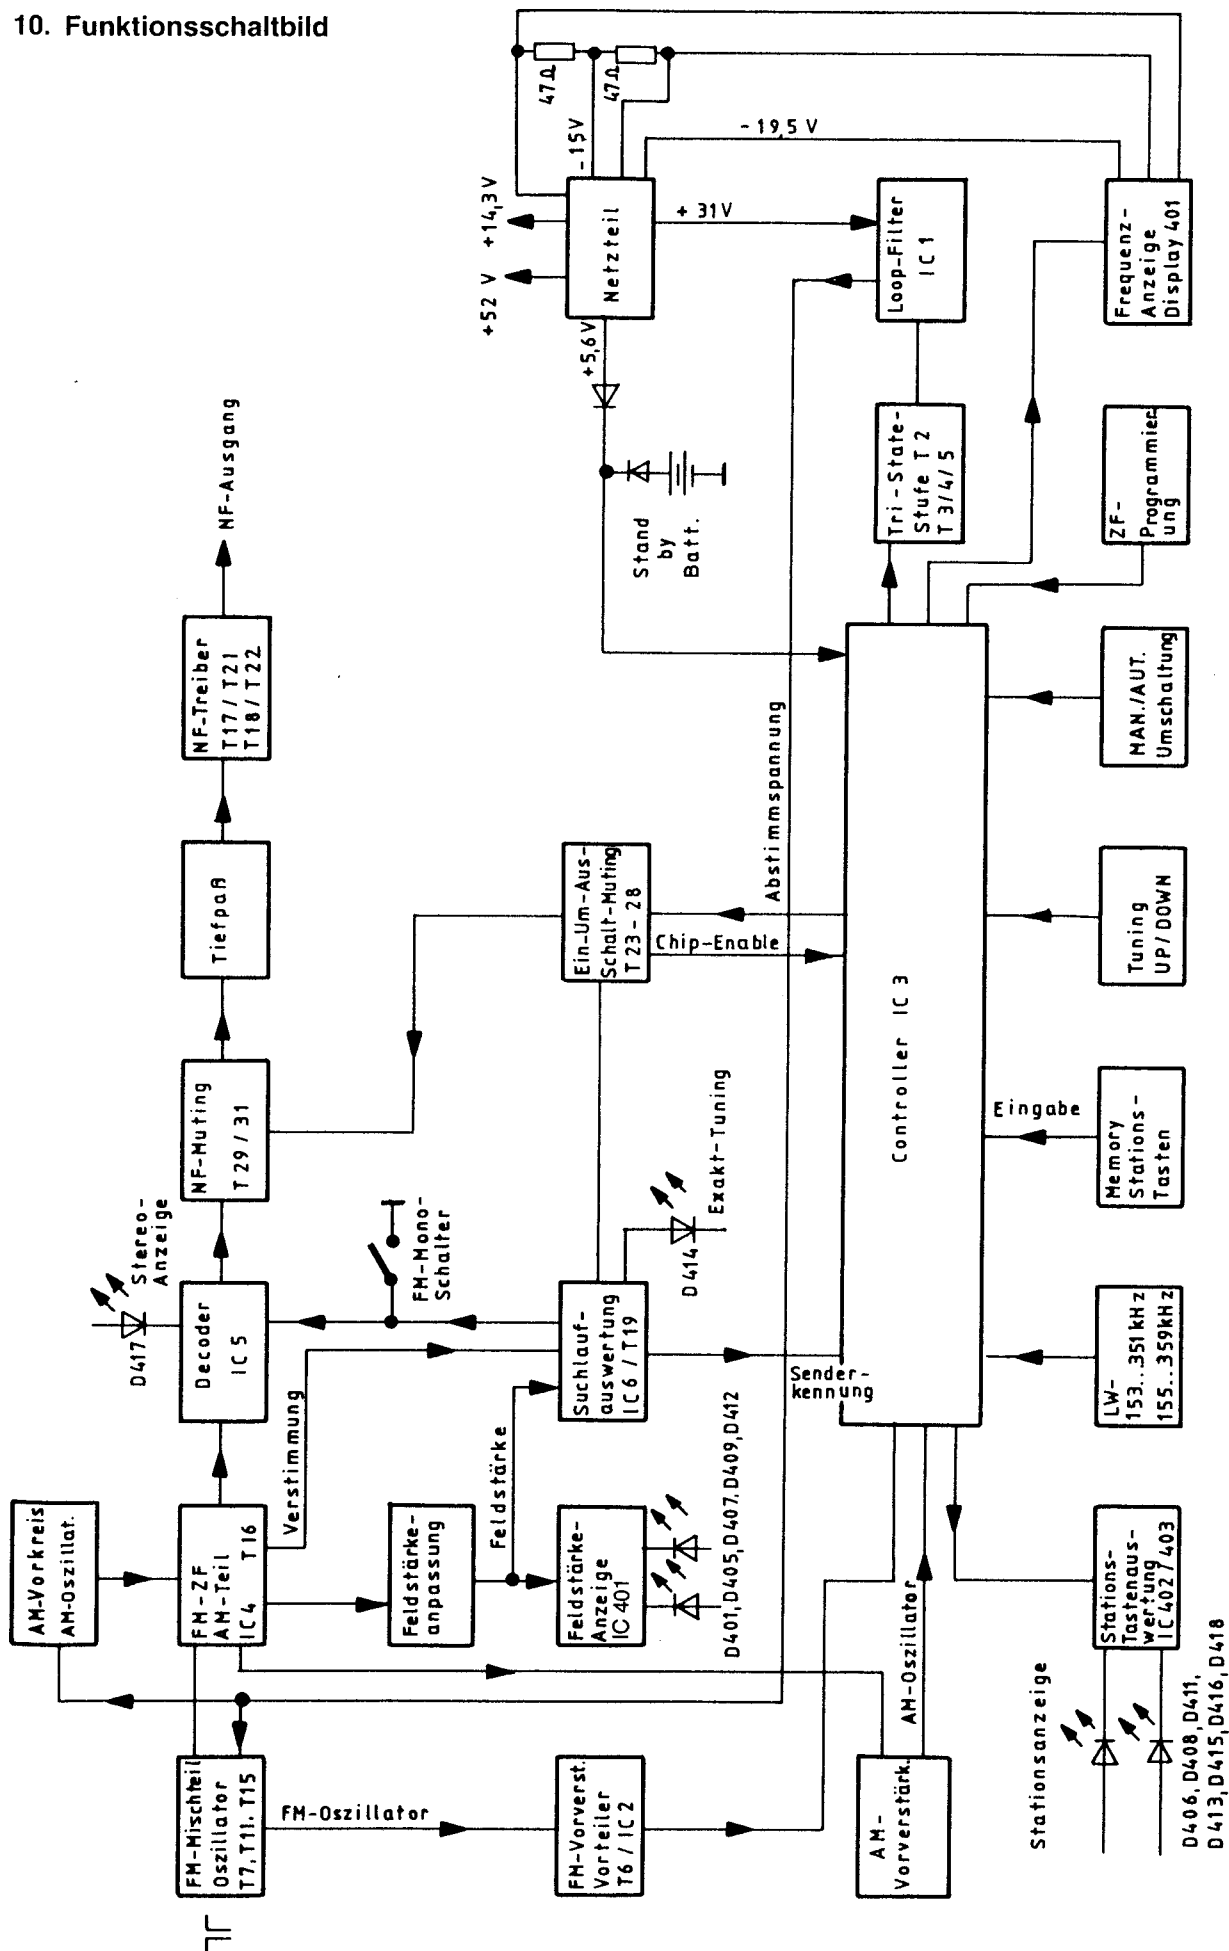 10. Funktionsschaltbild
FM-Mischteil
Oszillator
T7, T11, T15
AM-Vorkreis
AM-Oszillat.
FM-ZF
AM-Teil
IC4 T16
D417
Stereo-
Anzeige
Decoder
IC 5
NF-Muting
T 29 / 31
Tiefpaß
NF-Treiber
T17/ T21
T18/ T22
NF-Ausgang
+52 V
+14,3V
-15V
47Ω
47Ω
-19,5 V
Netzteil
+5,6V
+ 31V
Stand
by
Batt.
Verstimmung
FM-Mono-
Schalter
Feldstärke-
anpassung
Feldstärke
Feldstärke-
Anzeige
IC 401
D401, D405, D407, D409, D412
Suchlauf-
auswertung
IC 6 / T19
D414
Exakt-Tuning
Ein-Um-Aus-
Schalt-Muting
T 23 - 28
Chip-Enable
Abstimmspannung
FM-Oszillator
FM-Vorverst.
Vorteiler
T6 / IC 2
AM-
Vorverstärk.
AM-Oszillator
Sender-
kennung
Controller IC 3
Tri-State-
Stufe T 2
T 3/4/5
Loop-Filter
IC 1
Eingabe
Stationsanzeige
D406, D408, D411,
D413, D415, D416, D418
Stations-
Tastenaus-
wertung
IC 402 / 403
LW-
153...351kHz
155...359kHz
Memory
Stations-
Tasten
Tuning
UP/DOWN
MAN./AUT.
Umschaltung
ZF-
Programmier
ung
Frequenz-
Anzeige
Display 401